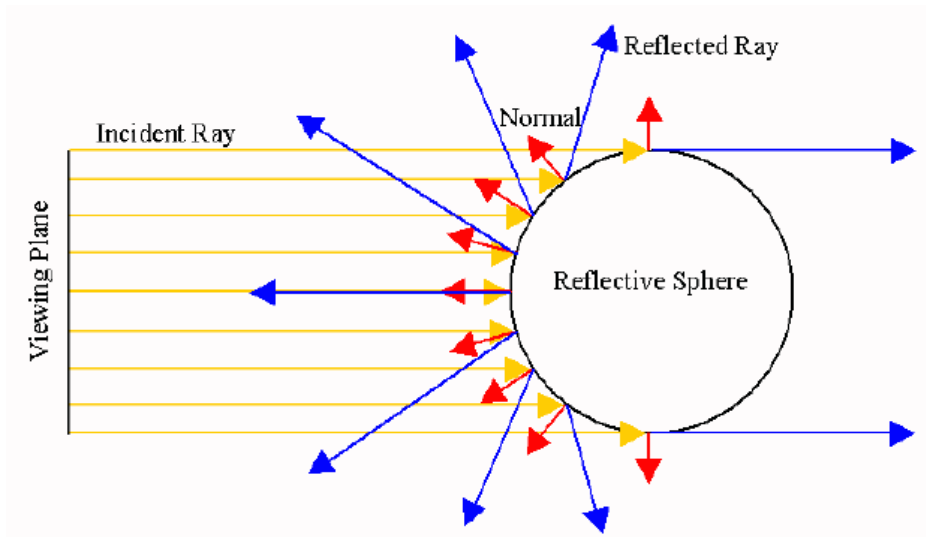 Reflected Ray
Normal
Incident Ray
Viewing Plane
Reflective Sphere